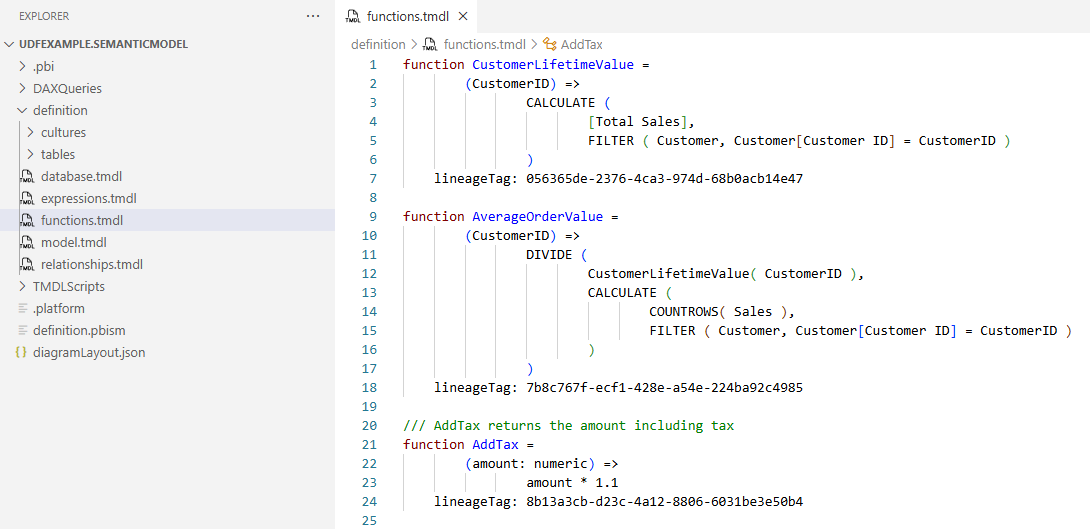 EXPLORER
UDFEXAMPLE.SEMANTICMODEL
.pbi
DAXQueries
definition
cultures
tables
database.tmdl
expressions.tmdl
functions.tmdl
model.tmdl
relationships.tmdl
TMDLScripts
.platform
definition.pbism
{} diagramLayout.json
TMDL functions.tmdl ×
definition > TMDL functions.tmdl > AddTax
1 function CustomerLifetimeValue =
2 (CustomerID) =>
3 CALCULATE (
4 [Total Sales],
5 FILTER ( Customer, Customer[Customer ID] = CustomerID )
6 )
7 lineageTag: 056365de-2376-4ca3-974d-68b0acb14e47
8
9 function AverageOrderValue =
10 (CustomerID) =>
11 DIVIDE (
12 CustomerLifetimeValue( CustomerID ),
13 CALCULATE (
14 COUNTROWS( Sales ),
15 FILTER ( Customer, Customer[Customer ID] = CustomerID )
16 )
17 )
18 lineageTag: 7b8c767f-ecf1-428e-a54e-224ba92c4985
19
20 /// AddTax returns the amount including tax
21 function AddTax =
22 (amount: numeric) =>
23 amount * 1.1
24 lineageTag: 8b13a3cb-d23c-4a12-8806-6031be3e50b4
25